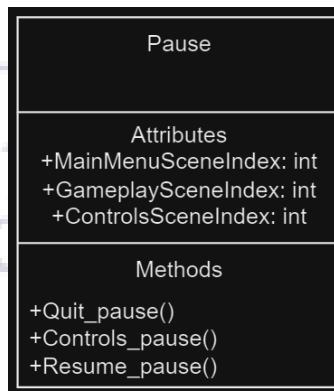 Pause
Attributes
+MainMenuSceneIndex: int
+GameplaySceneIndex: int
+ControlsSceneIndex: int
Methods
+Quit_pause()
+Controls_pause()
+Resume_pause()